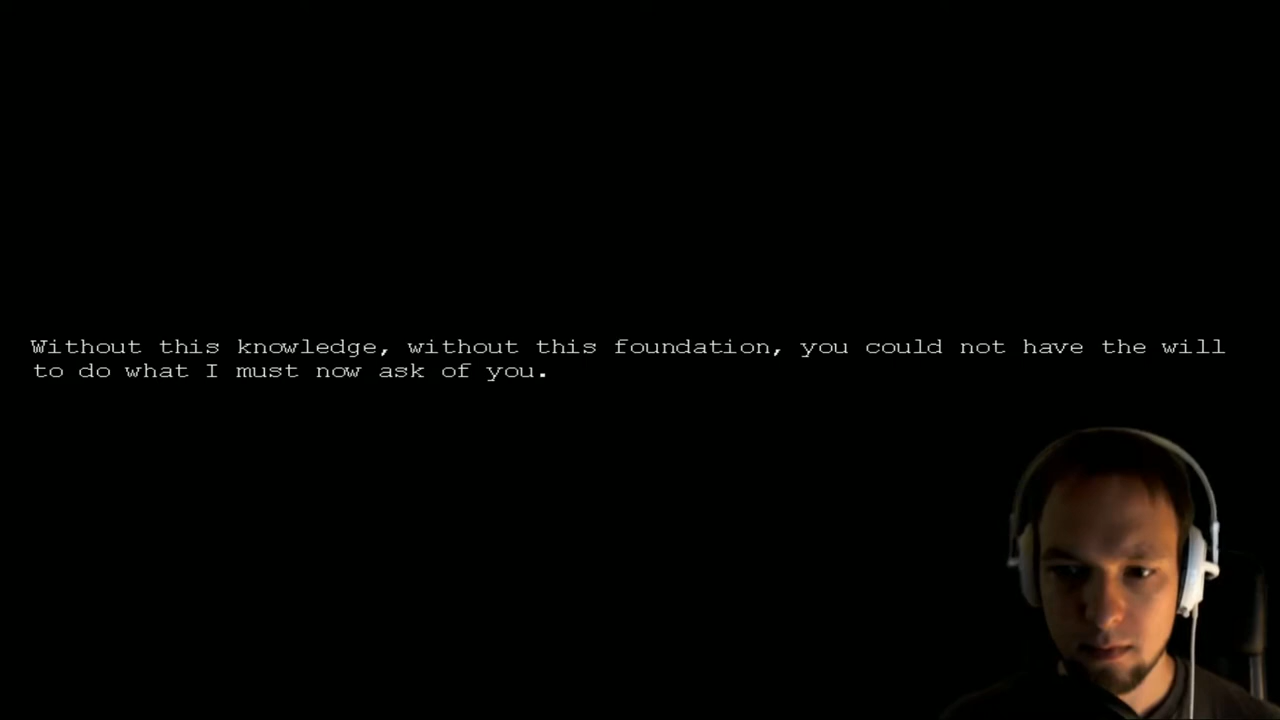 Without this knowledge, without this foundation, you could not have the will
to do what I must now ask of you.